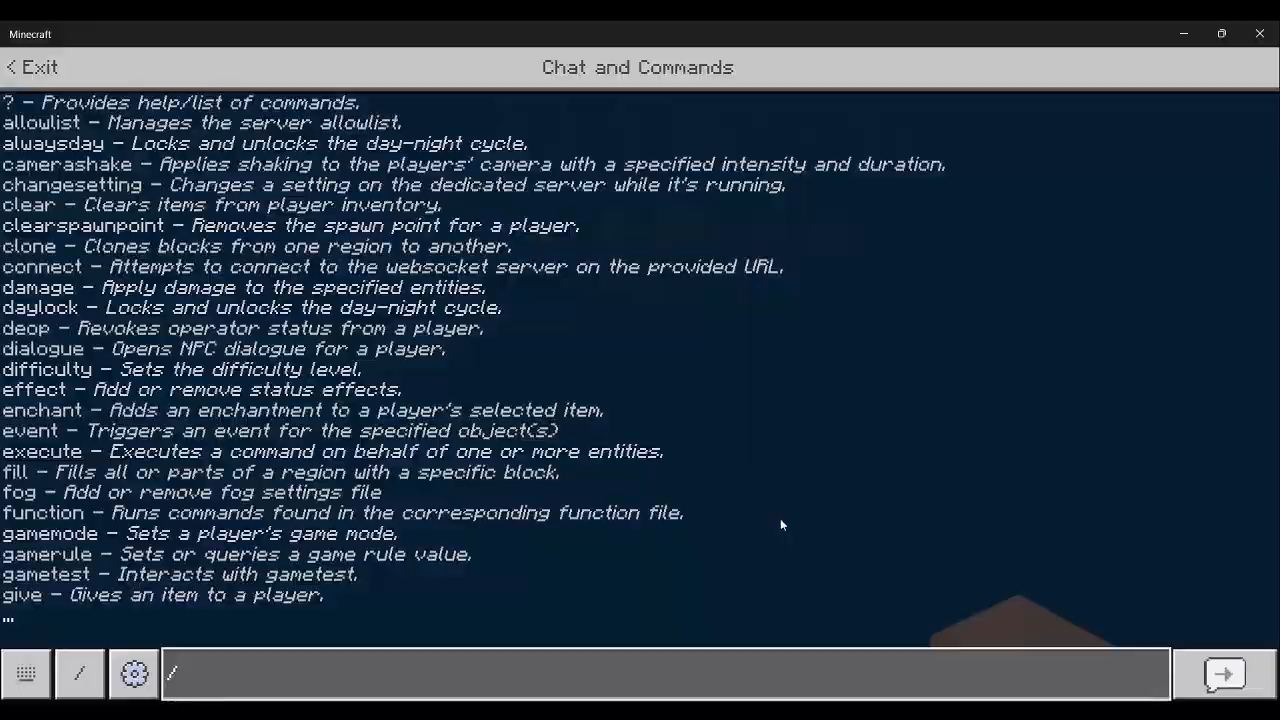 Minecraft
< Exit
Chat and Commands
? - Provides help/list of commands.
allowlist - Manages the server allowlist.
alwaysday - Locks and unlocks the day-night cycle.
camerashake - Applies shaking to the players' camera with a specified intensity and duration.
changesetting - Changes a setting on the dedicated server while it's running.
clear - Clears items from player inventory.
clearspawnpoint - Removes the spawn point for a player.
clone - Clones blocks from one region to another.
connect - Attempts to connect to the websocket server on the provided URL.
damage - Apply damage to the specified entities.
daylock - Locks and unlocks the day-night cycle.
deop - Revokes operator status from a player.
dialogue - Opens NPC dialogue for a player.
difficulty - Sets the difficulty level.
effect - Add or remove status effects.
enchant - Adds an enchantment to a player's selected item.
event - Triggers an event for the specified object(s)
execute - Executes a command on behalf of one or more entities.
fill - Fills all or parts of a region with a specific block.
fog - Add or remove fog settings file
function - Runs commands found in the corresponding function file.
gamemode - Sets a player's game mode.
gamerule - Sets or queries a game rule value.
gametest - Interacts with gametest.
give - Gives an item to a player.
...
/ /